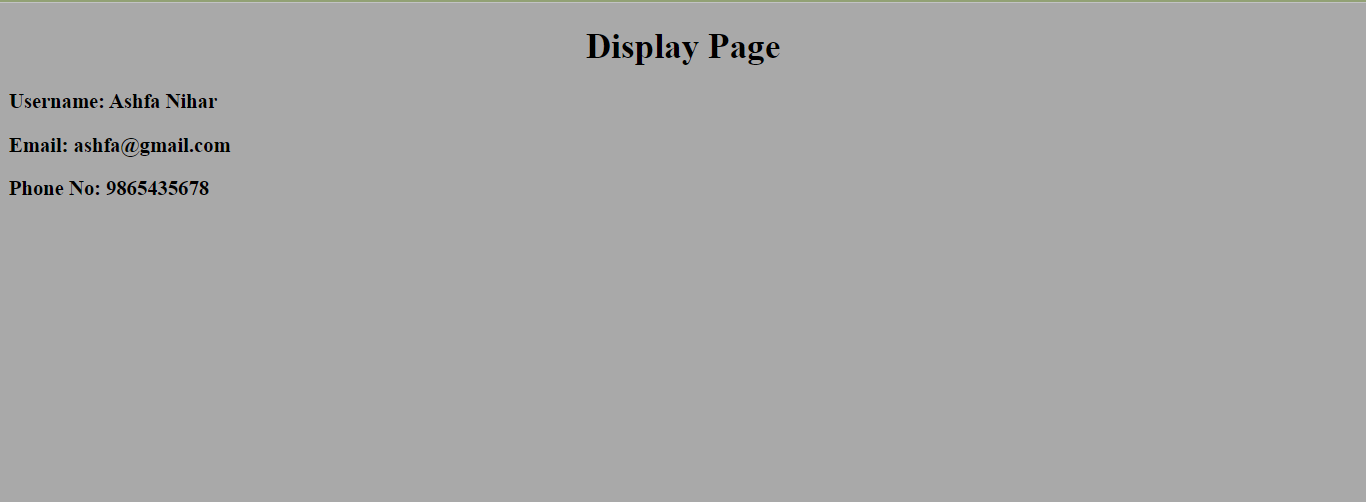 Display Page
Username: Ashfa Nihar
Email: ashfa@gmail.com
Phone No: 9865435678